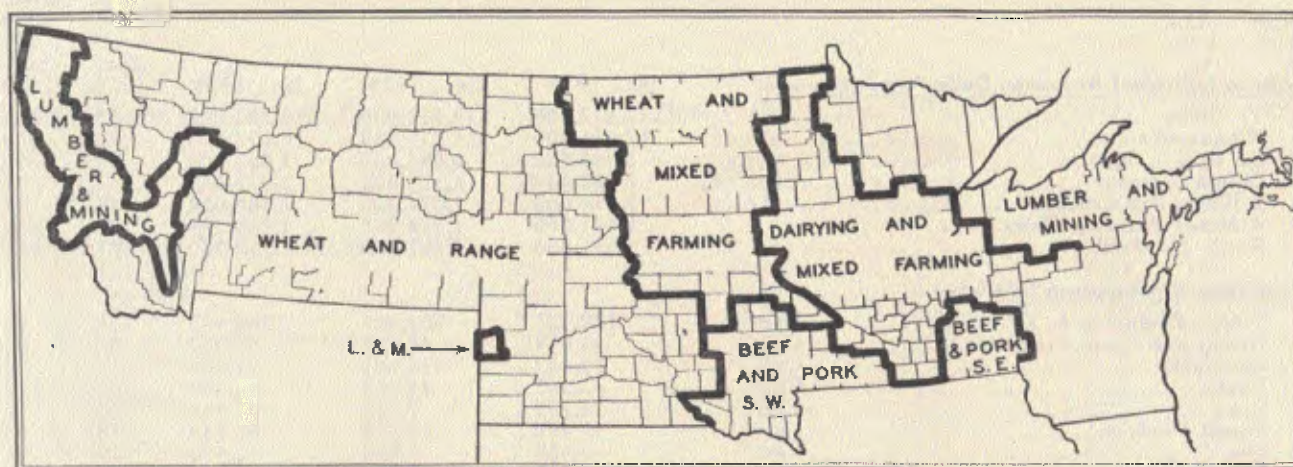 LUMBER
&
MINING
WHEAT AND RANGE
L. & M.
WHEAT AND
MIXED
FARMING
DAIRYING AND
MIXED FARMING
LUMBER
MINING AND
BEEF
AND PORK
S. W.
BEEF
& PORK
S. E.